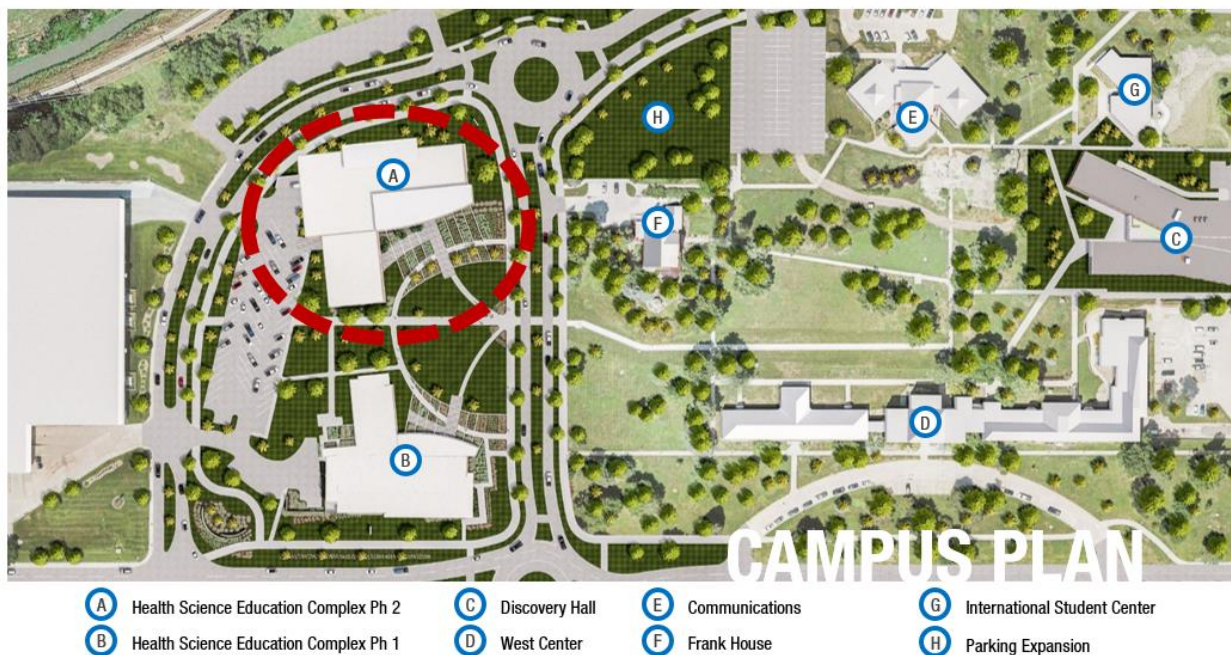 A
H
E
G
F
C
D
B
CAMPUS PLAN
A Health Science Education Complex Ph 2
C Discovery Hall
E Communications
G International Student Center
B Health Science Education Complex Ph 1
D West Center
F Frank House
H Parking Expansion